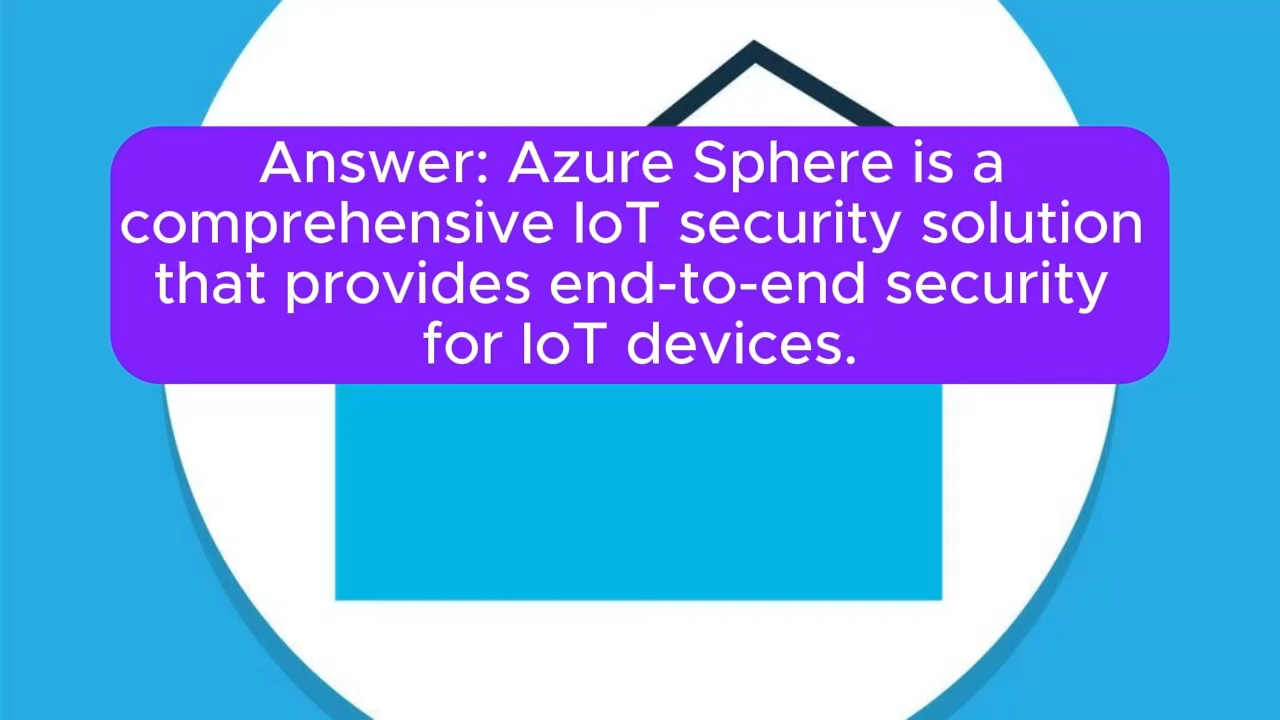 Answer: Azure Sphere is a
comprehensive IoT security solution
that provides end-to-end security
for IoT devices.